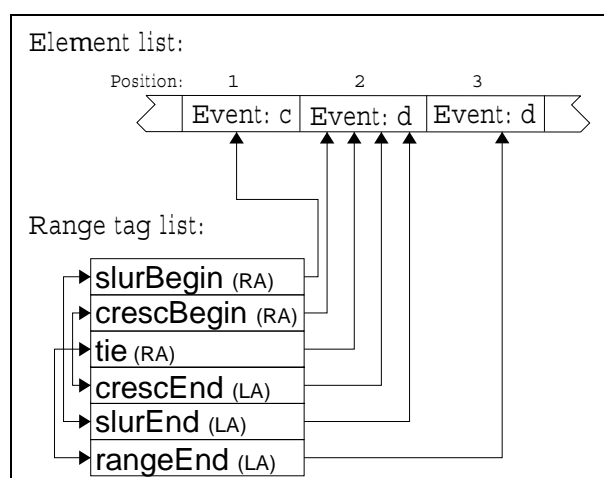 Element list:
Position: 1 2 3
Event: c Event: d Event: d
Range tag list:
slurBegin (RA)
crescBegin (RA)
tie (RA)
crescEnd (LA)
slurEnd (LA)
rangeEnd (LA)